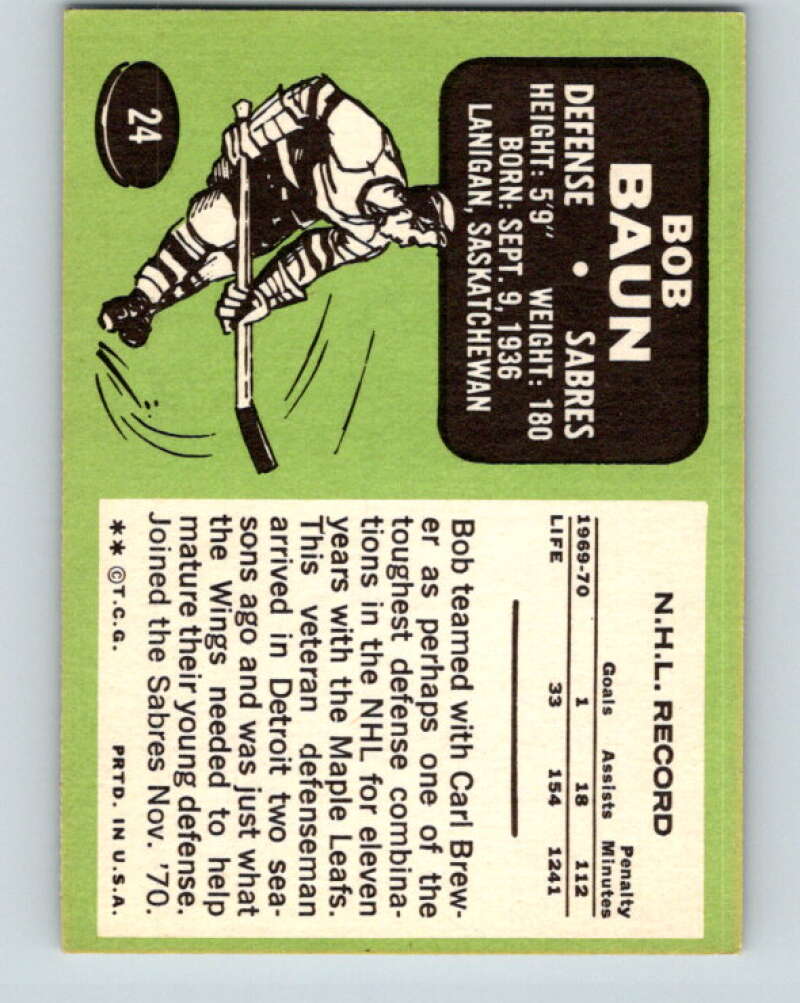 BOB
BAUN
DEFENSE • SABRES
HEIGHT: 5'9" WEIGHT: 180
BORN: SEPT. 9, 1936
LANIGAN, SASKATCHEWAN
24
N.H.L. RECORD
Goals Assists Penalty Minutes
1969-70 1 18 112
LIFE 33 154 1241
Bob teamed with Carl Brew-
er as perhaps one of the
toughest defense combina-
tions in the NHL for eleven
years with the Maple Leafs.
This veteran defenseman
arrived in Detroit two sea-
sons ago and was just what
the Wings needed to help
mature their young defense.
Joined the Sabres Nov. '70.
** ©T.C.G. PRTD. IN U.S.A.